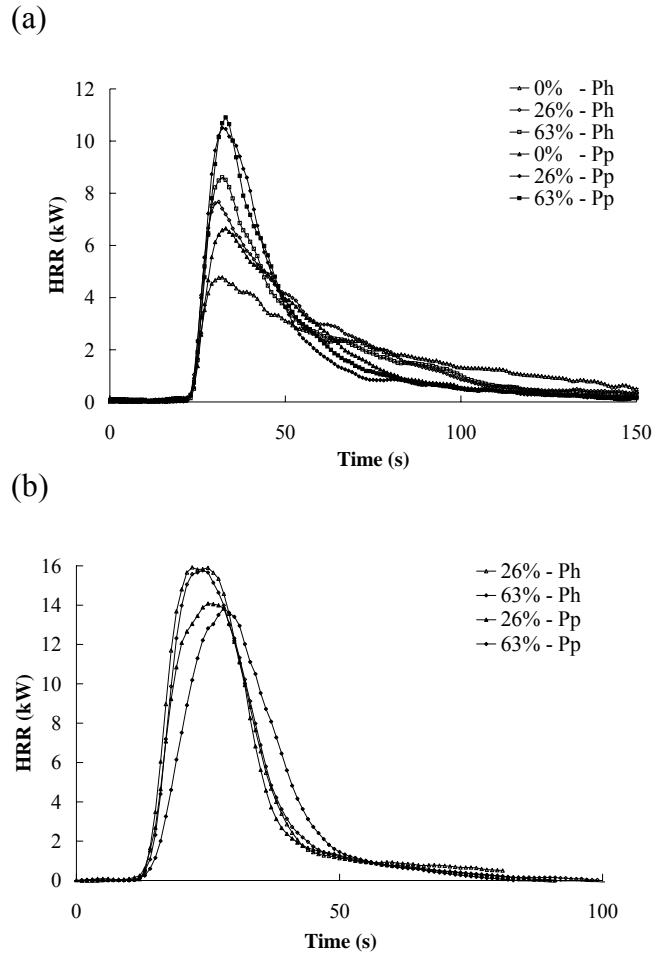 (a)
12
10
8
6
4
2
0
HRR (kW)
0% - Ph
26% - Ph
63% - Ph
0% - Pp
26% - Pp
63% - Pp
0 50 100 150
Time (s)
(b)
16
14
12
10
8
6
4
2
0
HRR (kW)
26% - Ph
63% - Ph
26% - Pp
63% - Pp
0 50 100
Time (s)